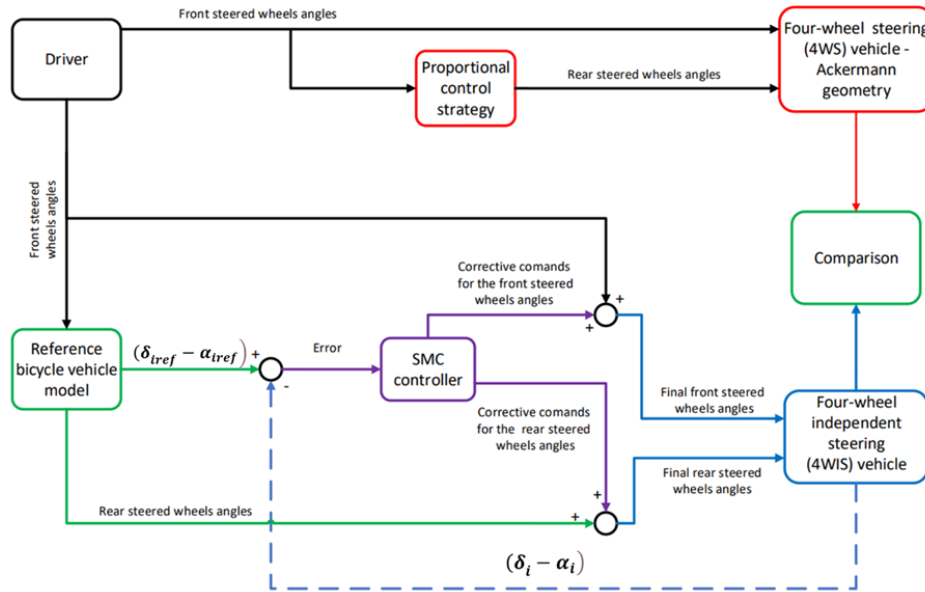 Front steered wheels angles
Driver
Four-wheel steering
(4WS) vehicle -
Ackermann
geometry
Proportional
control
strategy
Rear steered wheels angles
Front steered
wheels angles
Comparison
Corrective comands
for the front steered
wheels angles
+
+
Reference
bicycle vehicle
model
(δiref − αiref)
+
-
Error
SMC
controller
Final front steered
wheels angles
Four-wheel
independent
steering
(4WIS) vehicle
Corrective comands
for the rear steered
wheels angles
Final rear steered
wheels angles
+
+
Rear steered wheels angles
(δi − αi)